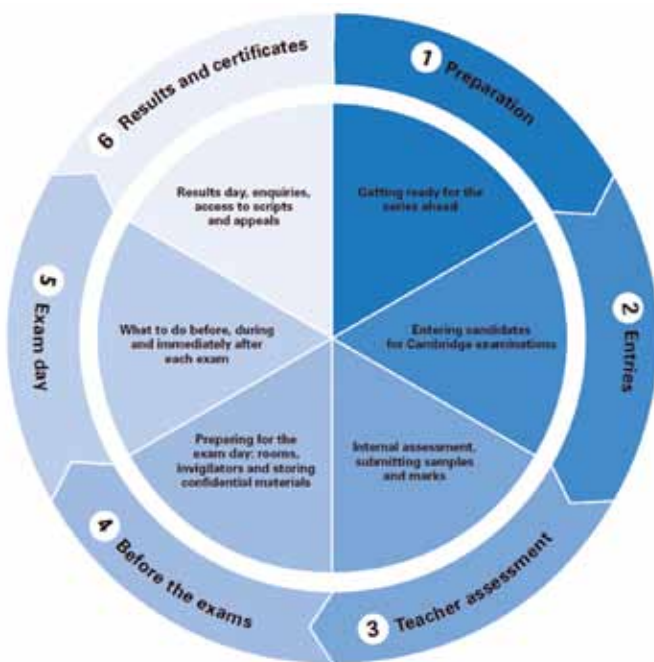 1 Preparation
Getting ready for the
series ahead
2 Entries
Entering candidates
for Cambridge examinations
3 Teacher assessment
Internal assessment,
submitting samples
and marks
4 Before the exams
Preparing for the
exam day: rooms,
invigilators and storing
confidential materials
5 Exam day
What to do before, during
and immediately after
each exam
6 Results and certificates
Results day, enquiries,
access to scripts
and appeals